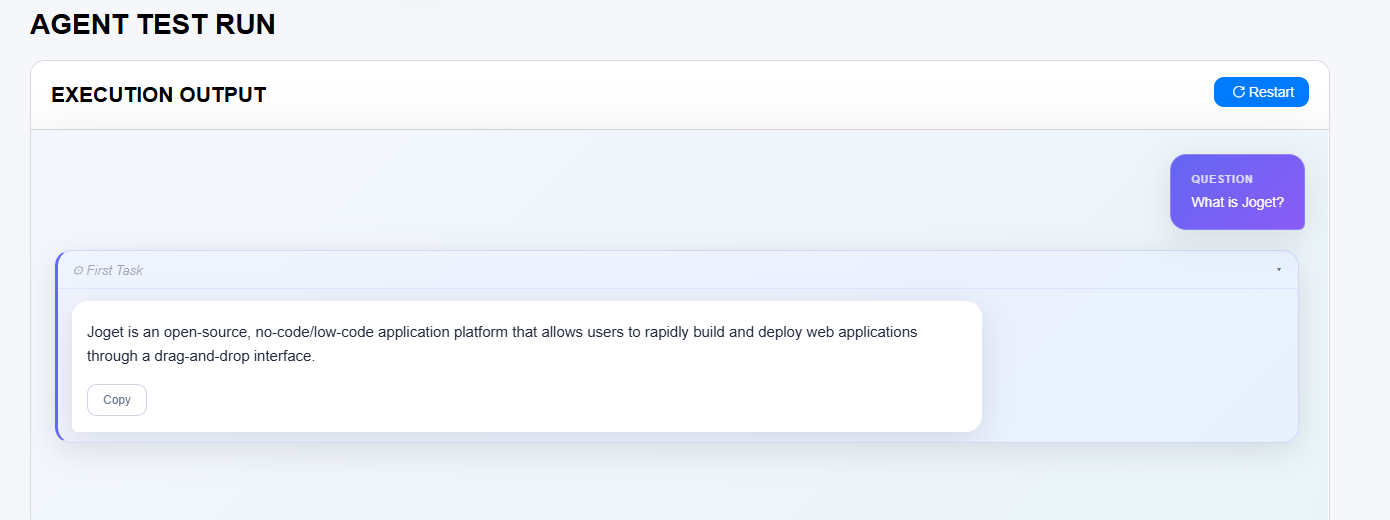 AGENT TEST RUN
EXECUTION OUTPUT
Restart
QUESTION
What is Joget?
First Task
Joget is an open-source, no-code/low-code application platform that allows users to rapidly build and deploy web applications
through a drag-and-drop interface.
Copy